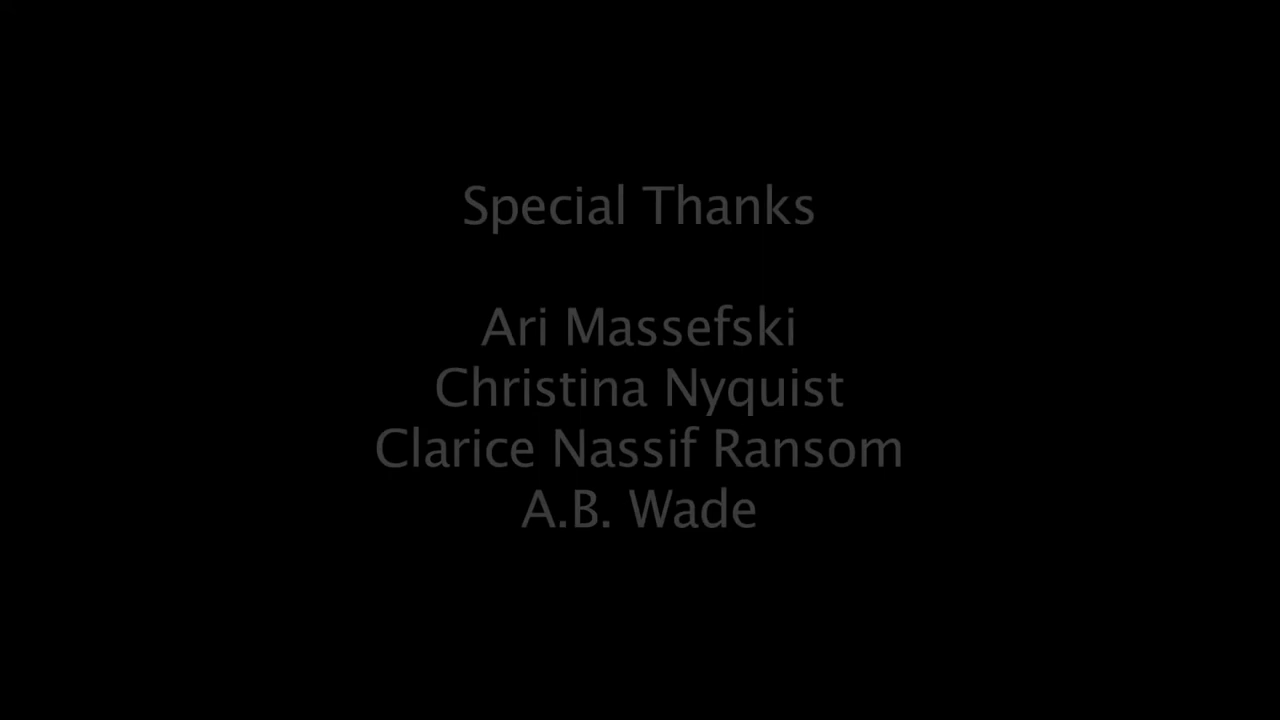 Special Thanks
Ari Massefski
Christina Nyquist
Clarice Nassif Ransom
A.B. Wade